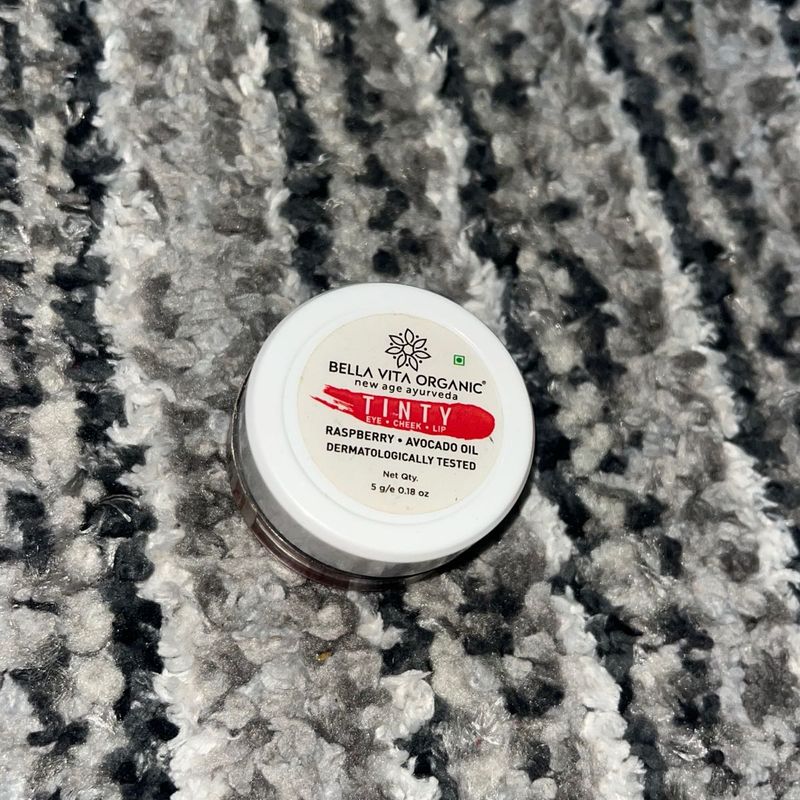 BELLA VITA ORGANIC®
new age ayurveda
TINTY
EYE • CHEEK • LIP
RASPBERRY • AVOCADO OIL
DERMATOLOGICALLY TESTED
Net Qty.
5 g/e 0.18 oz